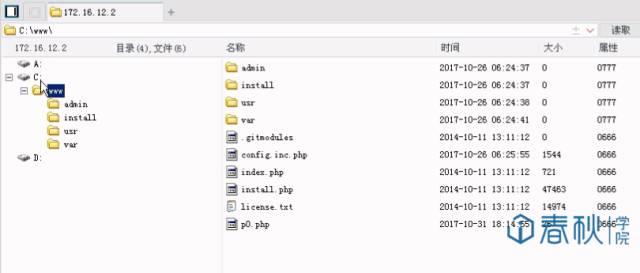 172.16.12.2
C:\www\ 读取
172.16.12.2 目录(4),文件(6) 名称 时间 大小 属性
A:
C:
www
admin
install
usr
var
D:
admin 2017-10-26 06:24:37 0 0777
install 2017-10-26 06:24:37 0 0777
usr 2017-10-26 06:24:38 0 0777
var 2017-10-26 06:24:41 0 0777
.gitmodules 2014-10-11 13:11:12 0 0666
config.inc.php 2017-10-26 06:25:55 1544 0666
index.php 2014-10-11 13:11:12 721 0666
install.php 2014-10-11 13:11:12 47463 0666
license.txt 2014-10-11 13:11:12 14974 0666
p0.php 2017-10-31 18:14:55 0666
春秋学院